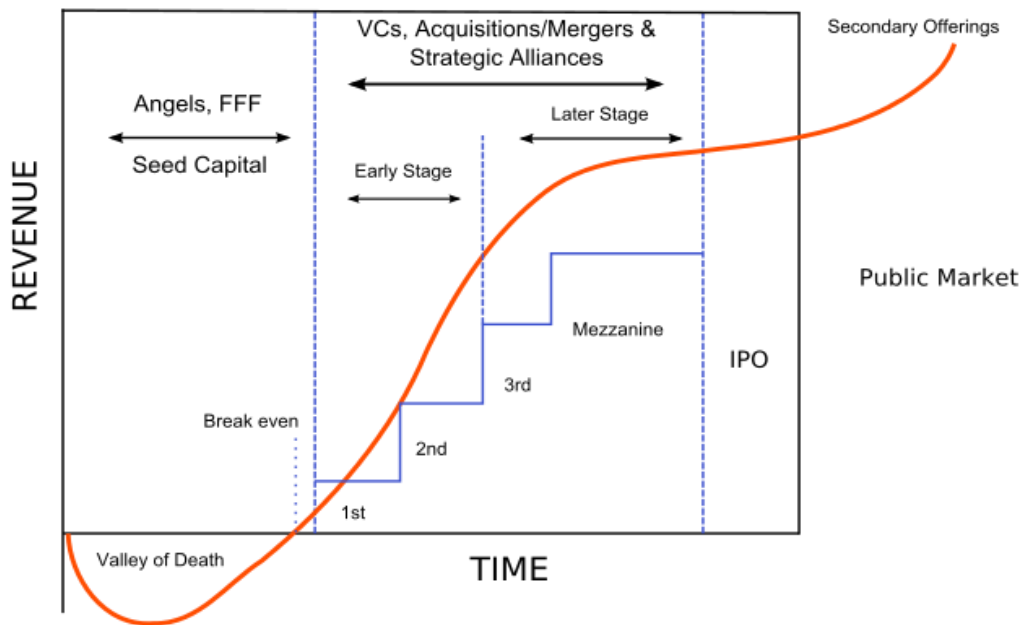 VCs, Acquisitions/Mergers &
Strategic Alliances
Secondary Offerings
Angels, FFF
Seed Capital
Later Stage
Early Stage
REVENUE
Public Market
Mezzanine
IPO
3rd
Break even
2nd
1st
Valley of Death
TIME